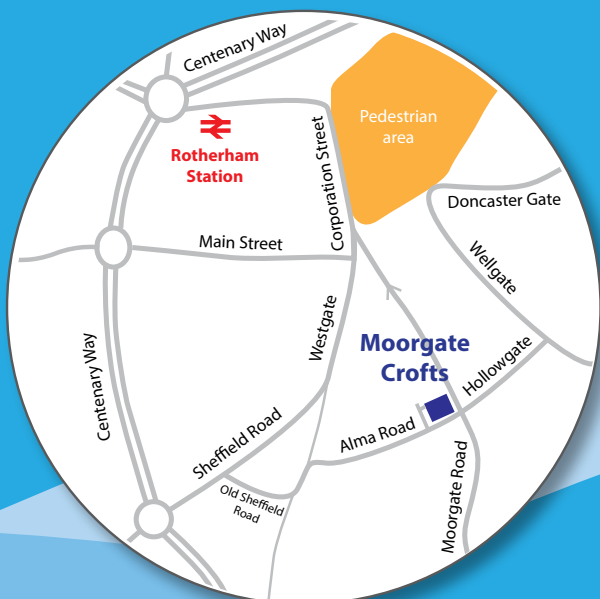 Centenary Way
Pedestrian
area
Rotherham
Station
Corporation Street
Doncaster Gate
Main Street
Wellgate
Westgate
Moorgate
Crofts
Hollowgate
Centenary Way
Sheffield Road
Alma Road
Old Sheffield
Road
Moorgate Road